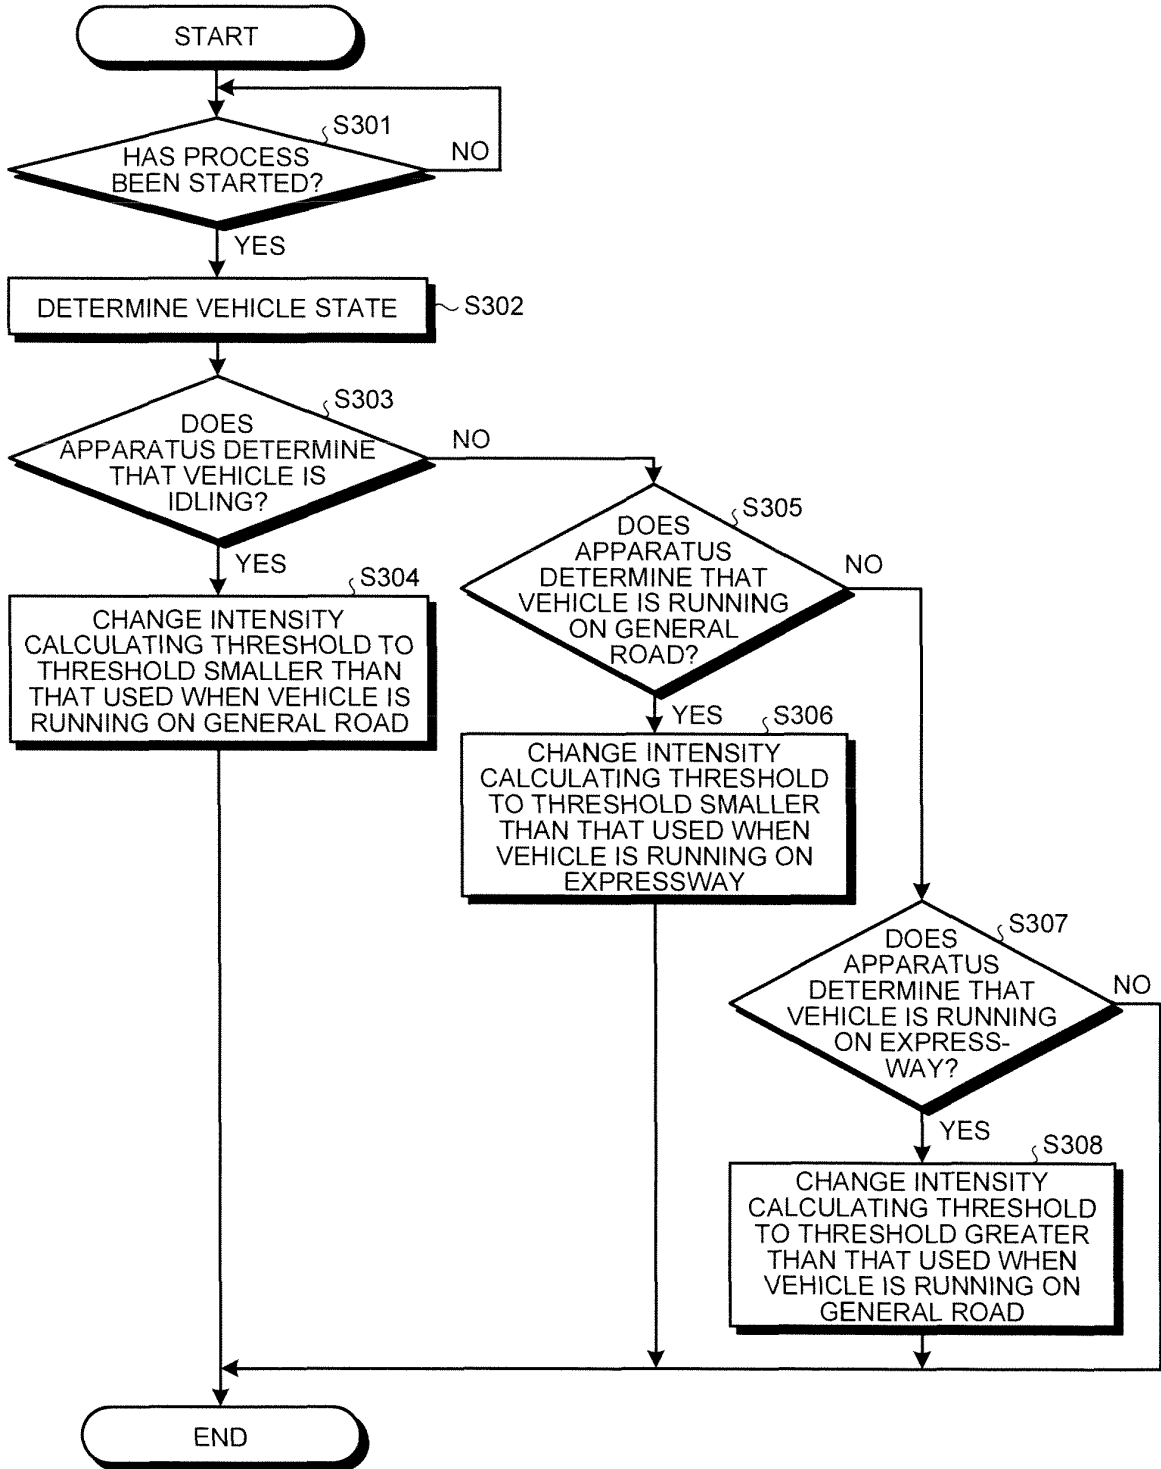 START
S301
HAS PROCESS
BEEN STARTED?
NO
YES
DETERMINE VEHICLE STATE
S302
S303
DOES
APPARATUS DETERMINE
THAT VEHICLE IS
IDLING?
NO
YES
S304
CHANGE INTENSITY
CALCULATING THRESHOLD TO
THRESHOLD SMALLER THAN
THAT USED WHEN VEHICLE IS
RUNNING ON GENERAL ROAD
S305
DOES
APPARATUS
DETERMINE THAT
VEHICLE IS RUNNING
ON GENERAL
ROAD?
NO
YES
S306
CHANGE INTENSITY
CALCULATING THRESHOLD
TO THRESHOLD SMALLER
THAN THAT USED WHEN
VEHICLE IS RUNNING ON
EXPRESSWAY
S307
DOES
APPARATUS
DETERMINE THAT
VEHICLE IS RUNNING
ON EXPRESS-
WAY?
NO
YES
S308
CHANGE INTENSITY
CALCULATING THRESHOLD
TO THRESHOLD GREATER
THAN THAT USED WHEN
VEHICLE IS RUNNING ON
GENERAL ROAD
END